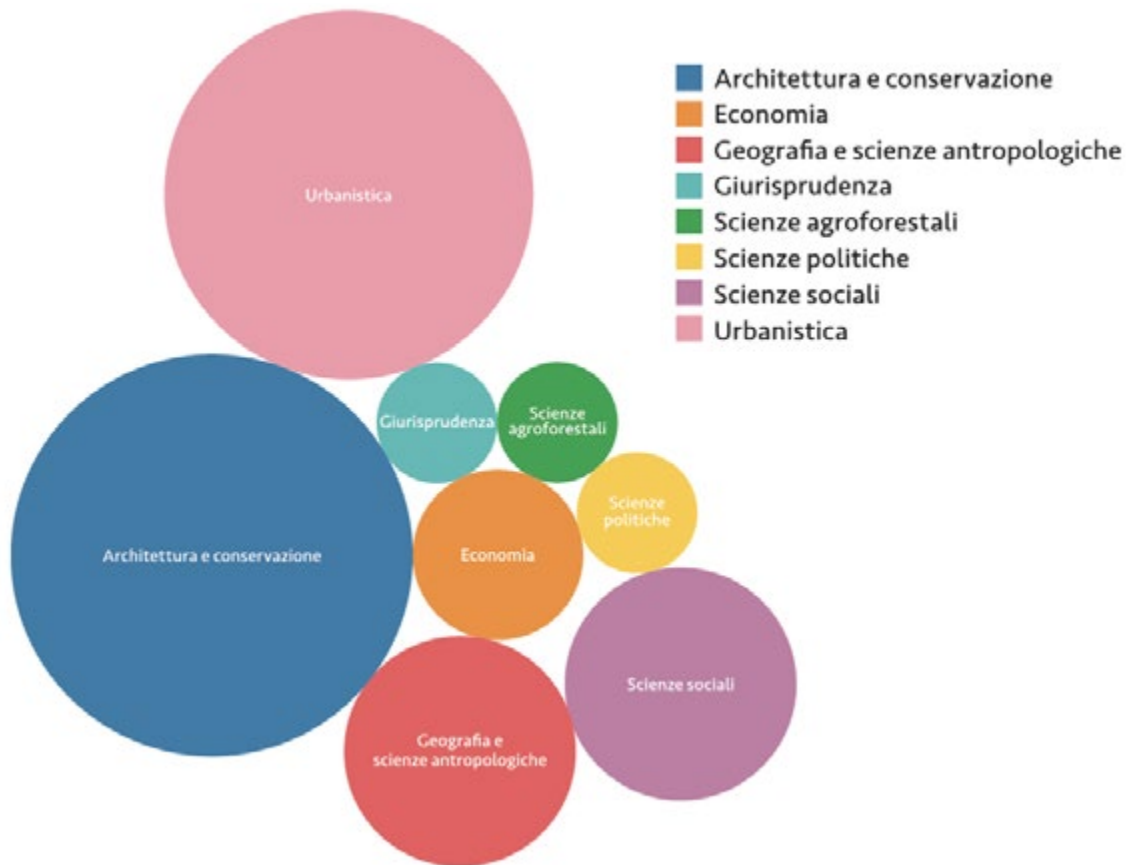 Urbanistica
Architettura e conservazione
Economia
Geografia e scienze antropologiche
Giurisprudenza
Scienze agroforestali
Scienze politiche
Scienze sociali
Urbanistica
Giurisprudenza
Scienze
agroforestali
Scienze
politiche
Architettura e conservazione
Economia
Scienze sociali
Geografia e
scienze antropologiche